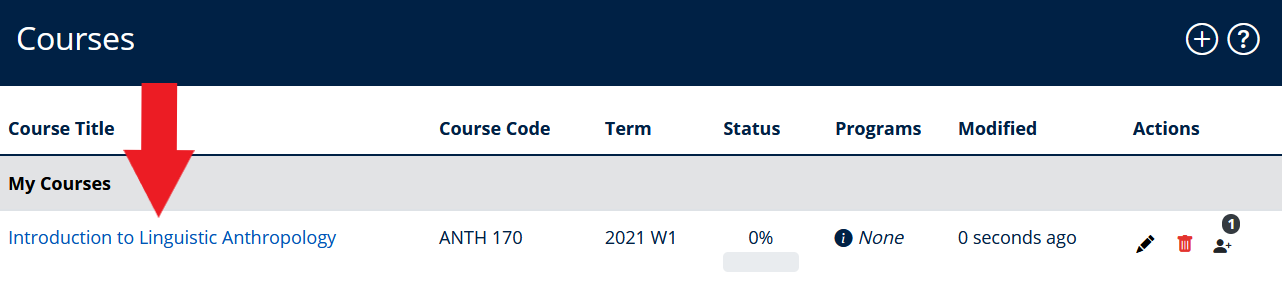 Courses
Course Title Course Code Term Status Programs Modified Actions
My Courses
1
Introduction to Linguistic Anthropology ANTH 170 2021 W1 0% None 0 seconds ago